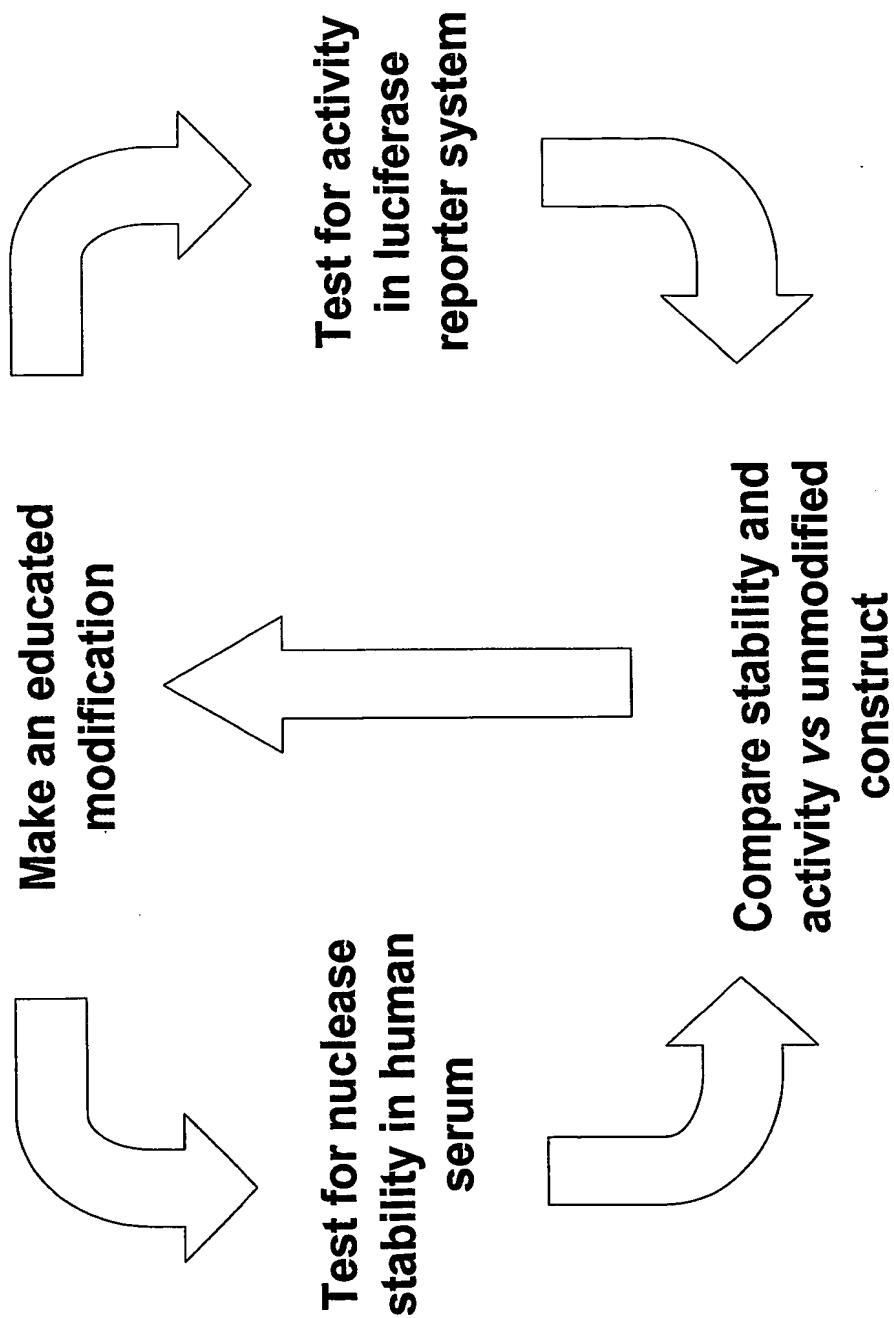 Make an educated
modification
Test for nuclease
stability in human
serum
Test for activity
in luciferase
reporter system
Compare stability and
activity vs unmodified
construct